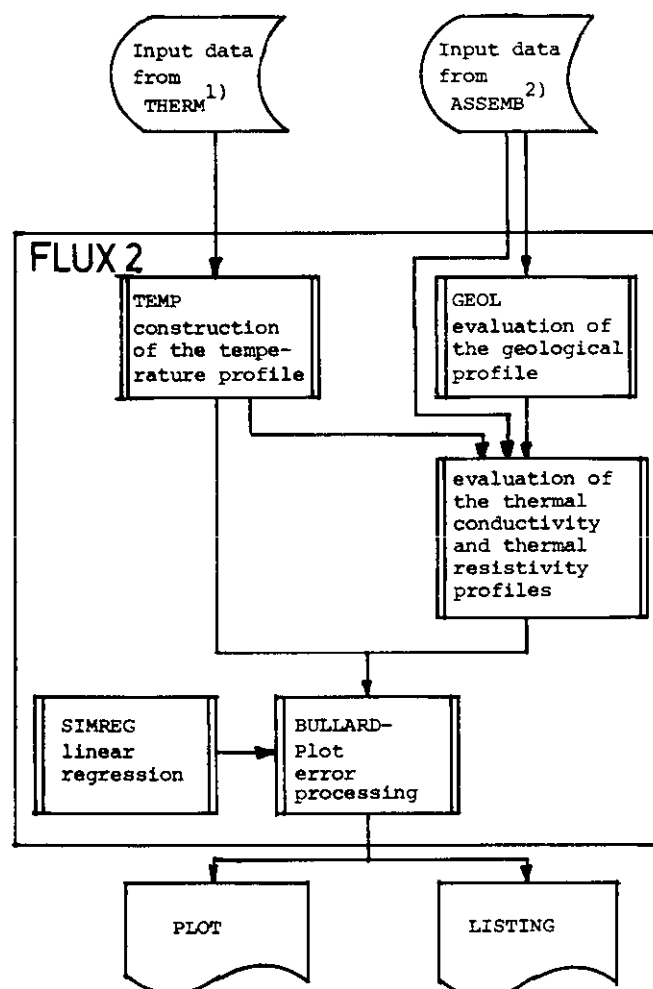 Input data
from
THERM1)
Input data
from
ASSEMB2)
FLUX 2
TEMP
construction
of the tempe-
rature profile
GEOL
evaluation of
the geological
profile
evaluation of
the thermal
conductivity
and thermal
resistivity
profiles
SIMREG
linear
regression
BULLARD-
Plot
error
processing
PLOT
LISTING